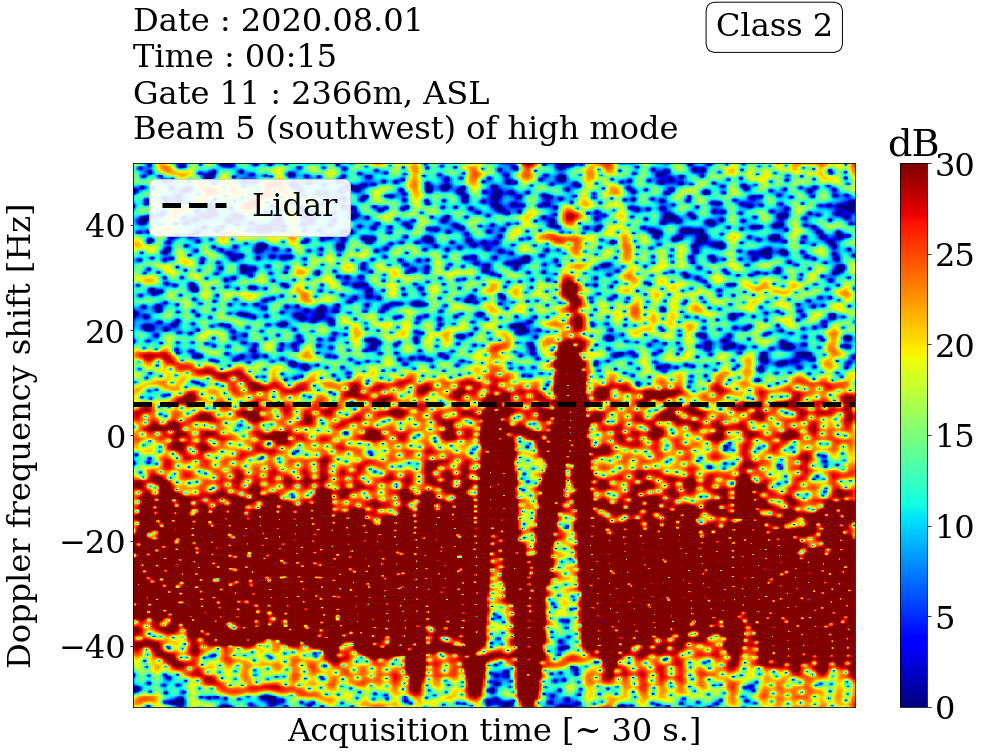 Date : 2020.08.01
Time : 00:15
Gate 11 : 2366m, ASL
Beam 5 (southwest) of high mode
Class 2
dB
Lidar
Doppler frequency shift [Hz]
40
20
0
−20
−40
30
25
20
15
10
5
0
Acquisition time [~ 30 s.]